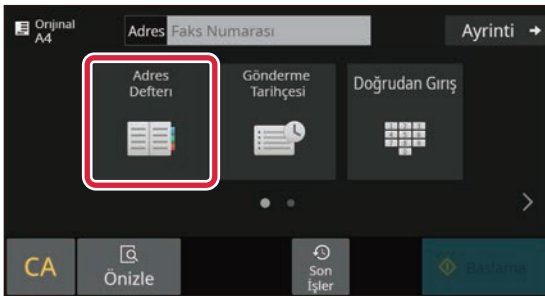 Orijinal
A4
Adres Faks Numarası
Ayrinti
Adres
Defteri
Gönderme
Tarihçesi
Doğrudan Giriş
CA
Önizle
Son
İşler
Başlama